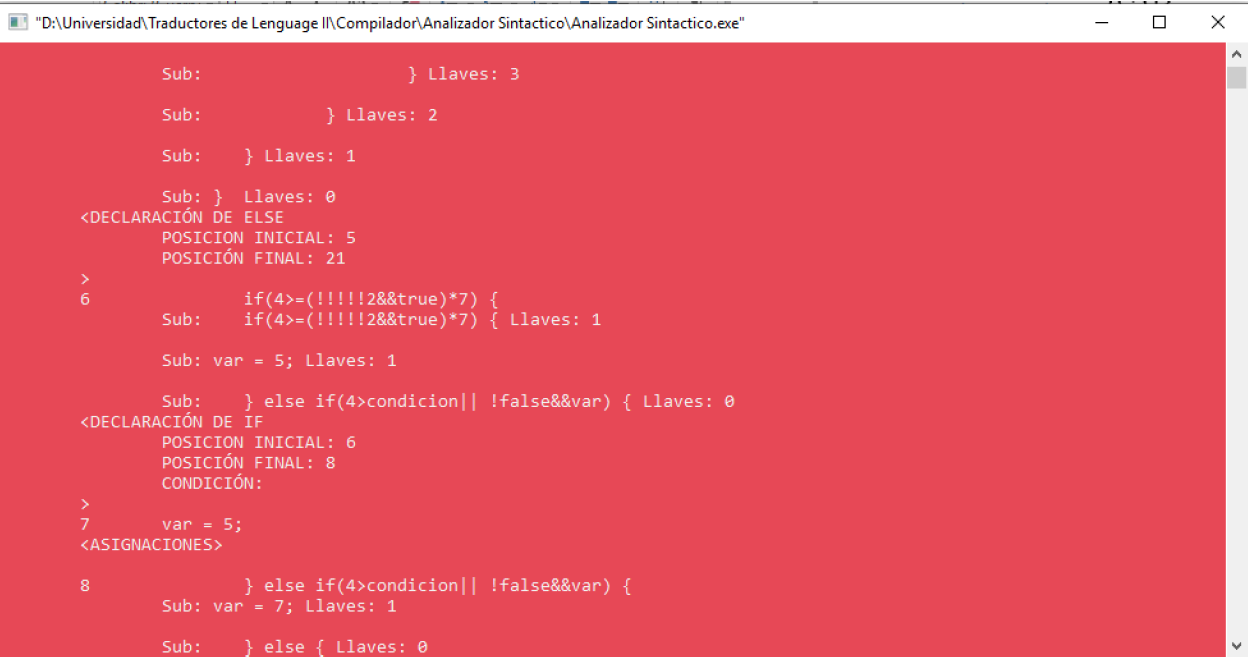 "D:\Universidad\Traductores de Lenguage II\Compilador\Analizador Sintactico\Analizador Sintactico.exe"
Sub:                    } Llaves: 3
Sub:            } Llaves: 2
Sub:    } Llaves: 1
Sub: }  Llaves: 0
<DECLARACIÓN DE ELSE
POSICION INICIAL: 5
POSICIÓN FINAL: 21
>
6               if(4>=(!!!!!2&&true)*7) {
Sub:    if(4>=(!!!!!2&&true)*7) { Llaves: 1
Sub: var = 5; Llaves: 1
Sub:    } else if(4>condicion|| !false&&var) { Llaves: 0
<DECLARACIÓN DE IF
POSICION INICIAL: 6
POSICIÓN FINAL: 8
CONDICIÓN:
>
7       var = 5;
<ASIGNACIONES>
8               } else if(4>condicion|| !false&&var) {
Sub: var = 7; Llaves: 1
Sub:    } else { Llaves: 0